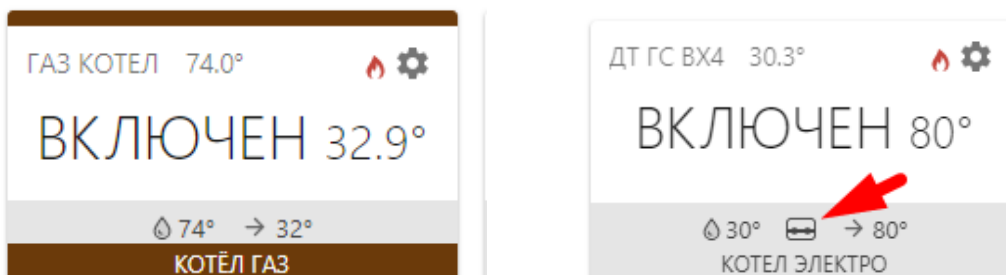 ГАЗ КОТЕЛ 74.0°
ВКЛЮЧЕН 32.9°
74° → 32°
КОТЁЛ ГАЗ
ДТ ГС ВХ4 30.3°
ВКЛЮЧЕН 80°
30° → 80°
КОТЕЛ ЭЛЕКТРО